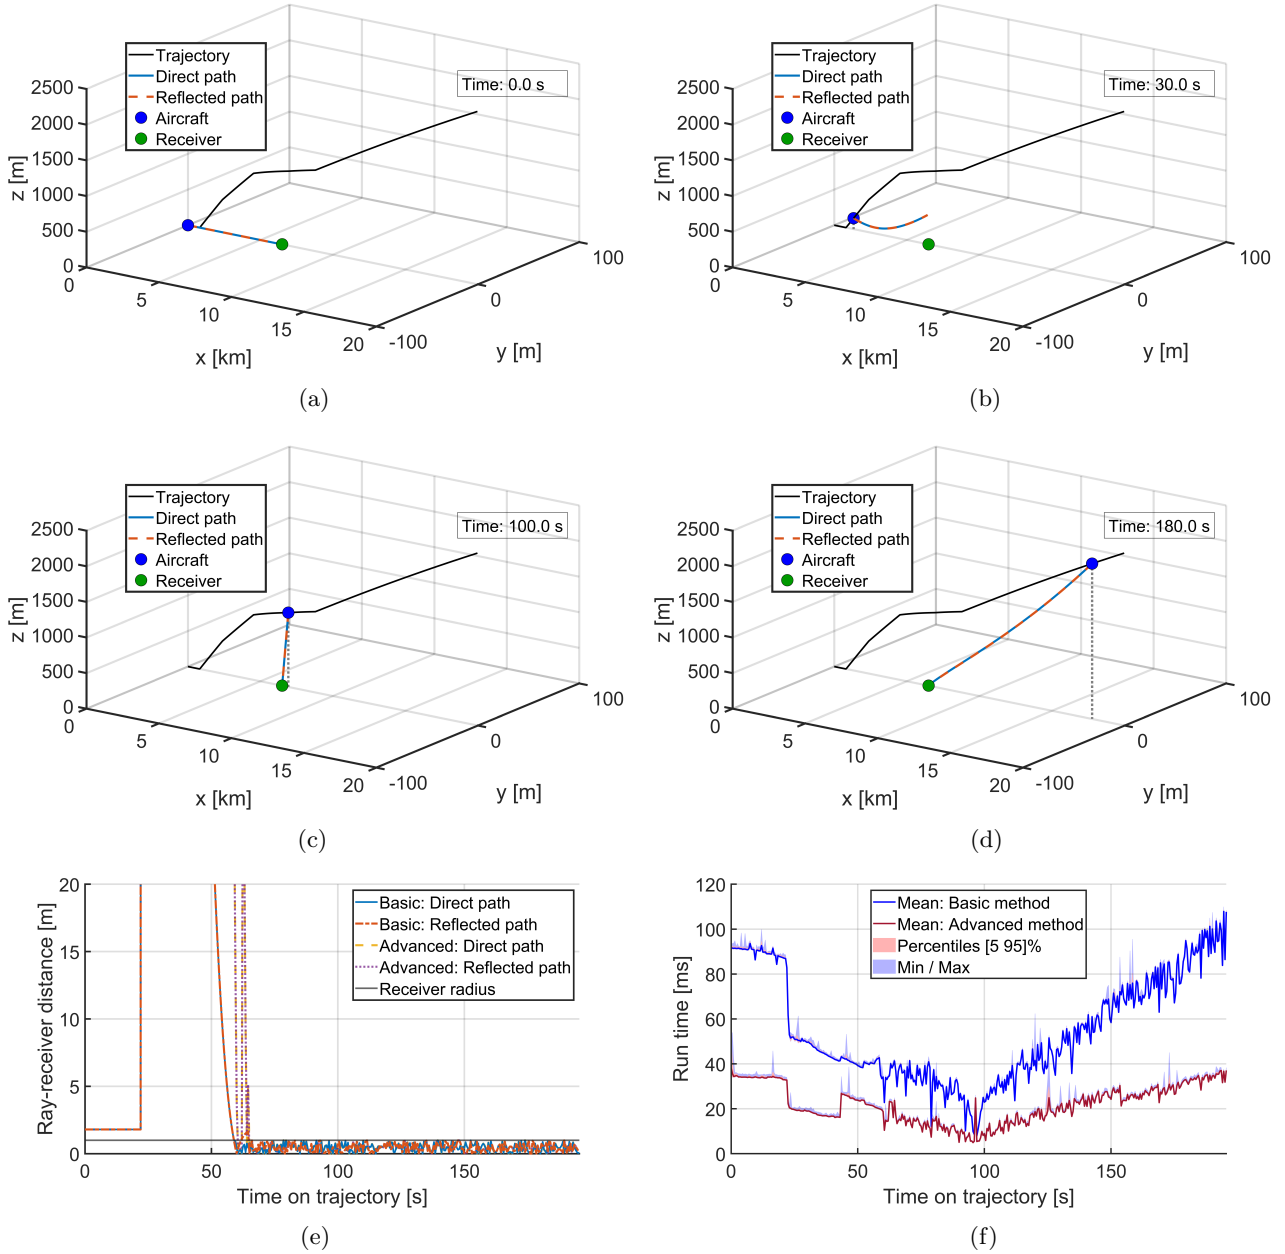 Trajectory
Direct path
Reflected path
Aircraft
Receiver
Time: 0.0 s
2500
2000
1500
1000
500
0
z [m]
0
5
10
15
20
x [km]
-100
0
100
y [m]
(a)
Trajectory
Direct path
Reflected path
Aircraft
Receiver
Time: 30.0 s
2500
2000
1500
1000
500
0
z [m]
0
5
10
15
20
x [km]
-100
0
100
y [m]
(b)
Trajectory
Direct path
Reflected path
Aircraft
Receiver
Time: 100.0 s
2500
2000
1500
1000
500
0
z [m]
0
5
10
15
20
x [km]
-100
0
100
y [m]
(c)
Trajectory
Direct path
Reflected path
Aircraft
Receiver
Time: 180.0 s
2500
2000
1500
1000
500
0
z [m]
0
5
10
15
20
x [km]
-100
0
100
y [m]
(d)
Basic: Direct path
Basic: Reflected path
Advanced: Direct path
Advanced: Reflected path
Receiver radius
20
15
10
5
0
Ray-receiver distance [m]
0
50
100
150
Time on trajectory [s]
(e)
Mean: Basic method
Mean: Advanced method
Percentiles [5 95]%
Min / Max
120
100
80
60
40
20
0
Run time [ms]
0
50
100
150
Time on trajectory [s]
(f)